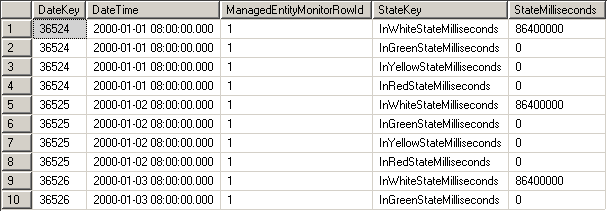 DateKey DateTime ManagedEntityMonitorRowId StateKey StateMilliseconds
1 36524 2000-01-01 08:00:00.000 1 InWhiteStateMilliseconds 86400000
2 36524 2000-01-01 08:00:00.000 1 InGreenStateMilliseconds 0
3 36524 2000-01-01 08:00:00.000 1 InYellowStateMilliseconds 0
4 36524 2000-01-01 08:00:00.000 1 InRedStateMilliseconds 0
5 36525 2000-01-02 08:00:00.000 1 InWhiteStateMilliseconds 86400000
6 36525 2000-01-02 08:00:00.000 1 InGreenStateMilliseconds 0
7 36525 2000-01-02 08:00:00.000 1 InYellowStateMilliseconds 0
8 36525 2000-01-02 08:00:00.000 1 InRedStateMilliseconds 0
9 36526 2000-01-03 08:00:00.000 1 InWhiteStateMilliseconds 86400000
10 36526 2000-01-03 08:00:00.000 1 InGreenStateMilliseconds 0